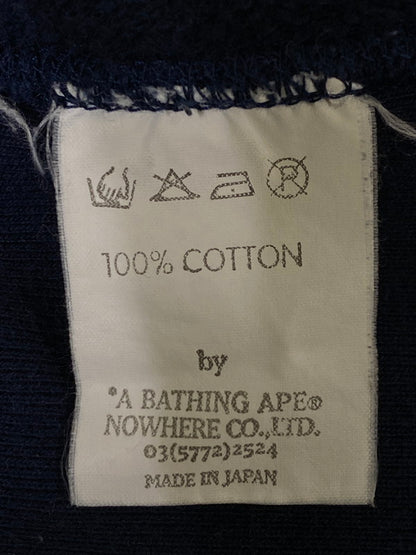 P
100% COTTON
by
*A BATHING APE®
NOWHERE CO.,LTD.
03(5772)2524
MADE IN JAPAN